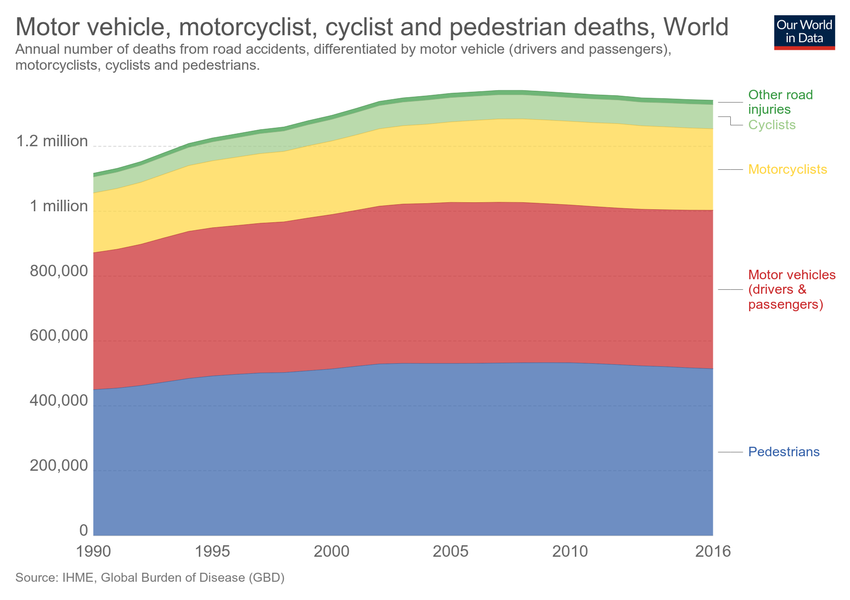 Motor vehicle, motorcyclist, cyclist and pedestrian deaths, World
Annual number of deaths from road accidents, differentiated by motor vehicle (drivers and passengers),
motorcyclists, cyclists and pedestrians.
Our World
in Data
1.2 million
1 million
800,000
600,000
400,000
200,000
0
1990
1995
2000
2005
2010
2016
Other road
injuries
Cyclists
Motorcyclists
Motor vehicles
(drivers &
passengers)
Pedestrians
Source: IHME, Global Burden of Disease (GBD)